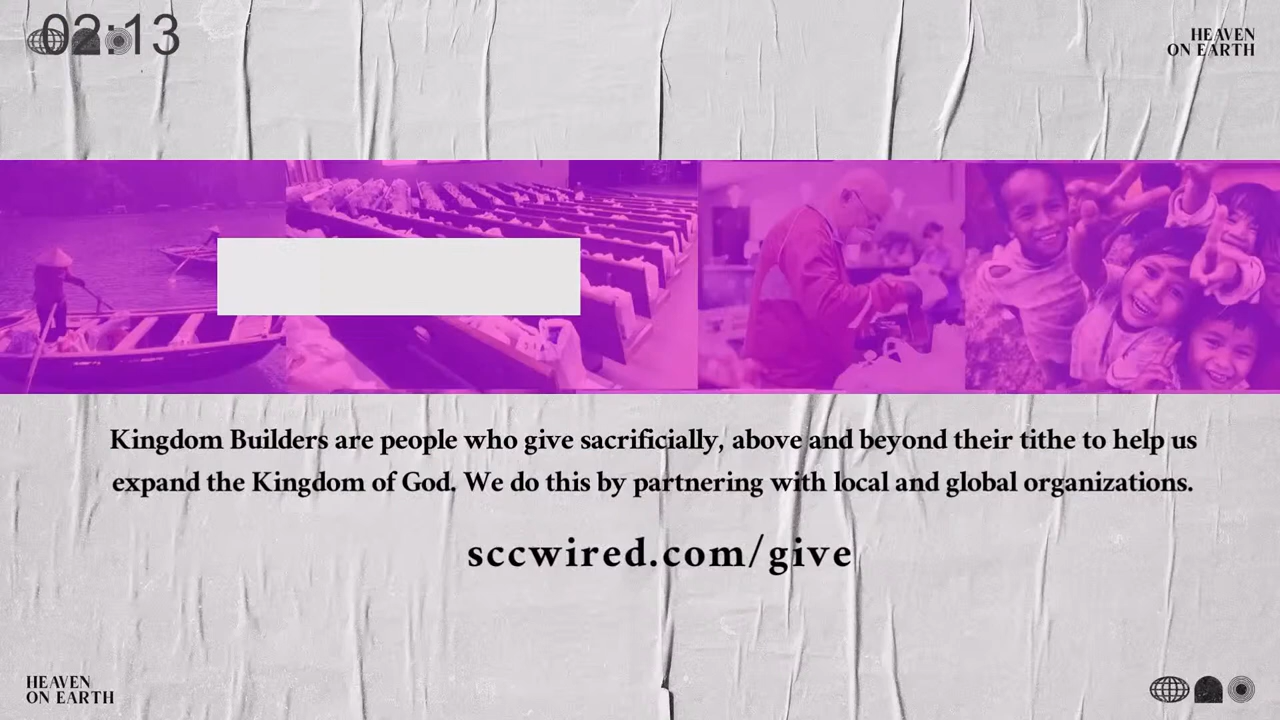 02:13
HEAVEN
ON EARTH
Kingdom Builders are people who give sacrificially, above and beyond their tithe to help us
expand the Kingdom of God. We do this by partnering with local and global organizations.
sccwired.com/give
HEAVEN
ON EARTH